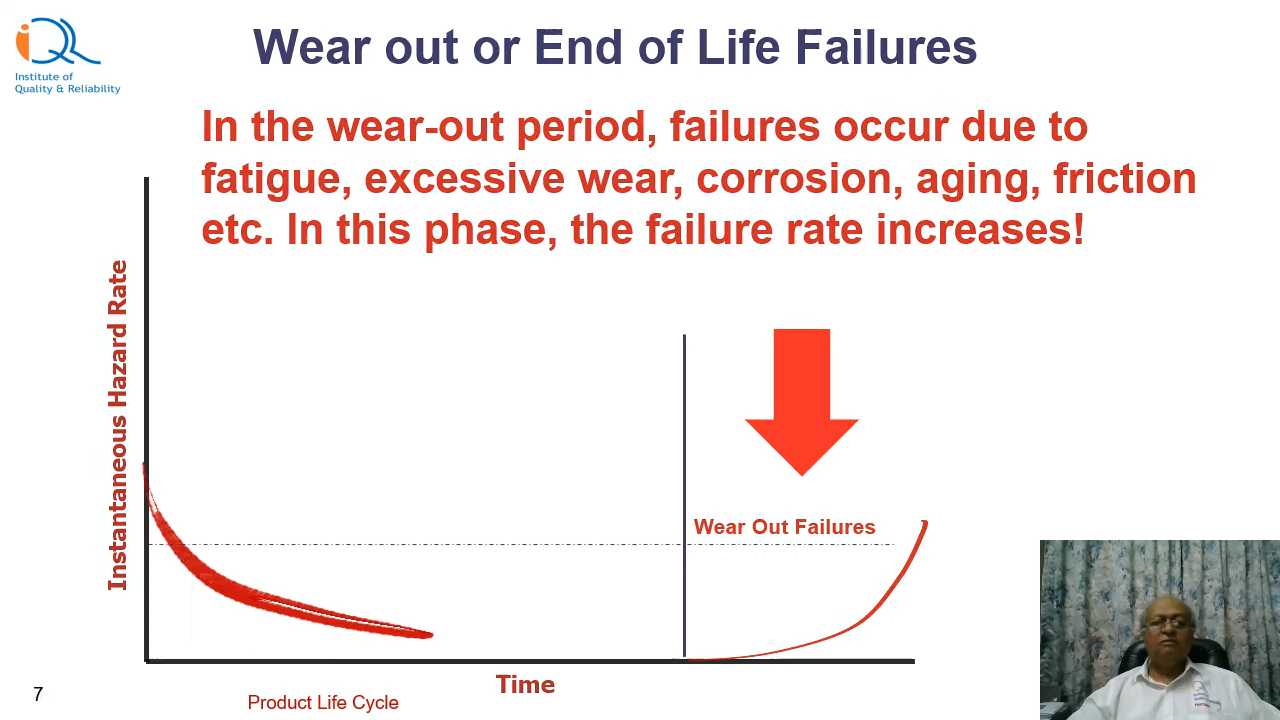 iQR
Institute of
Quality & Reliability
Wear out or End of Life Failures
In the wear-out period, failures occur due to
fatigue, excessive wear, corrosion, aging, friction
etc. In this phase, the failure rate increases!
Instantaneous Hazard Rate
Wear Out Failures
Time
Product Life Cycle
7